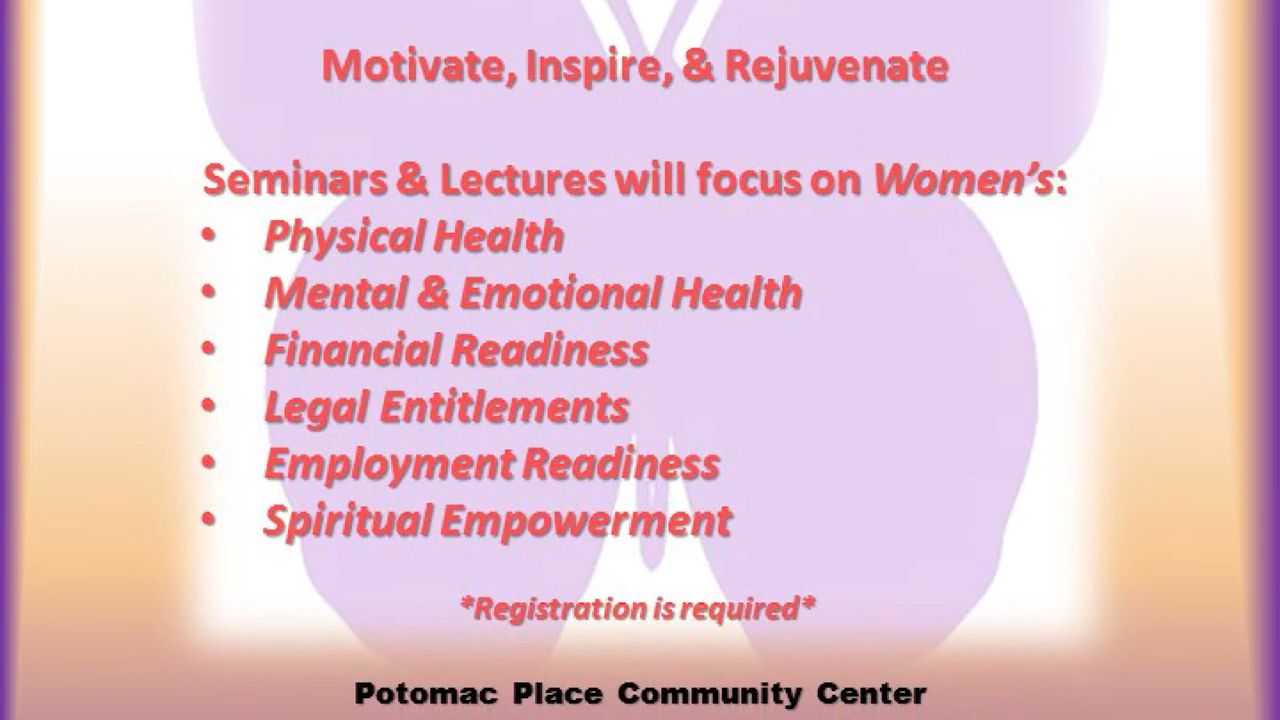 Motivate, Inspire, & Rejuvenate
Seminars & Lectures will focus on Women's:
• Physical Health
• Mental & Emotional Health
• Financial Readiness
• Legal Entitlements
• Employment Readiness
• Spiritual Empowerment
*Registration is required*
Potomac Place Community Center